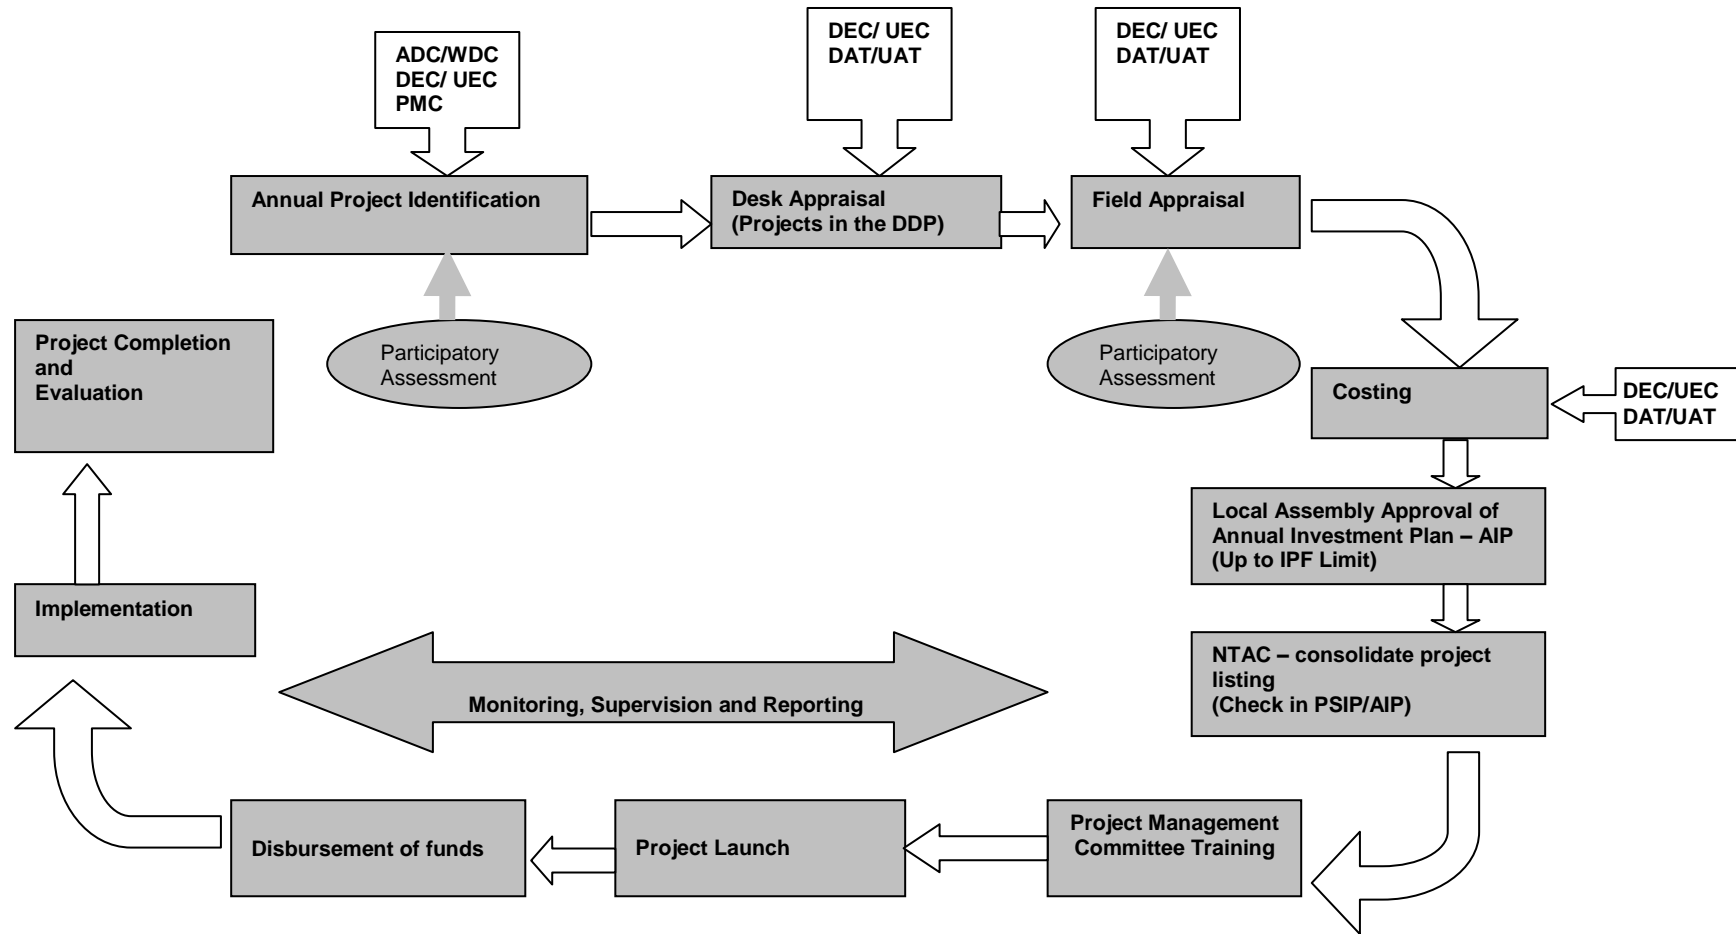 ADC/WDC
DEC/ UEC
PMC
DEC/ UEC
DAT/UAT
DEC/ UEC
DAT/UAT
Annual Project Identification
Desk Appraisal
(Projects in the DDP)
Field Appraisal
Participatory
Assessment
Participatory
Assessment
Project Completion
and
Evaluation
Costing
DEC/UEC
DAT/UAT
Local Assembly Approval of
Annual Investment Plan – AIP
(Up to IPF Limit)
Implementation
NTAC – consolidate project
listing
(Check in PSIP/AIP)
Monitoring, Supervision and Reporting
Disbursement of funds
Project Launch
Project Management
Committee Training